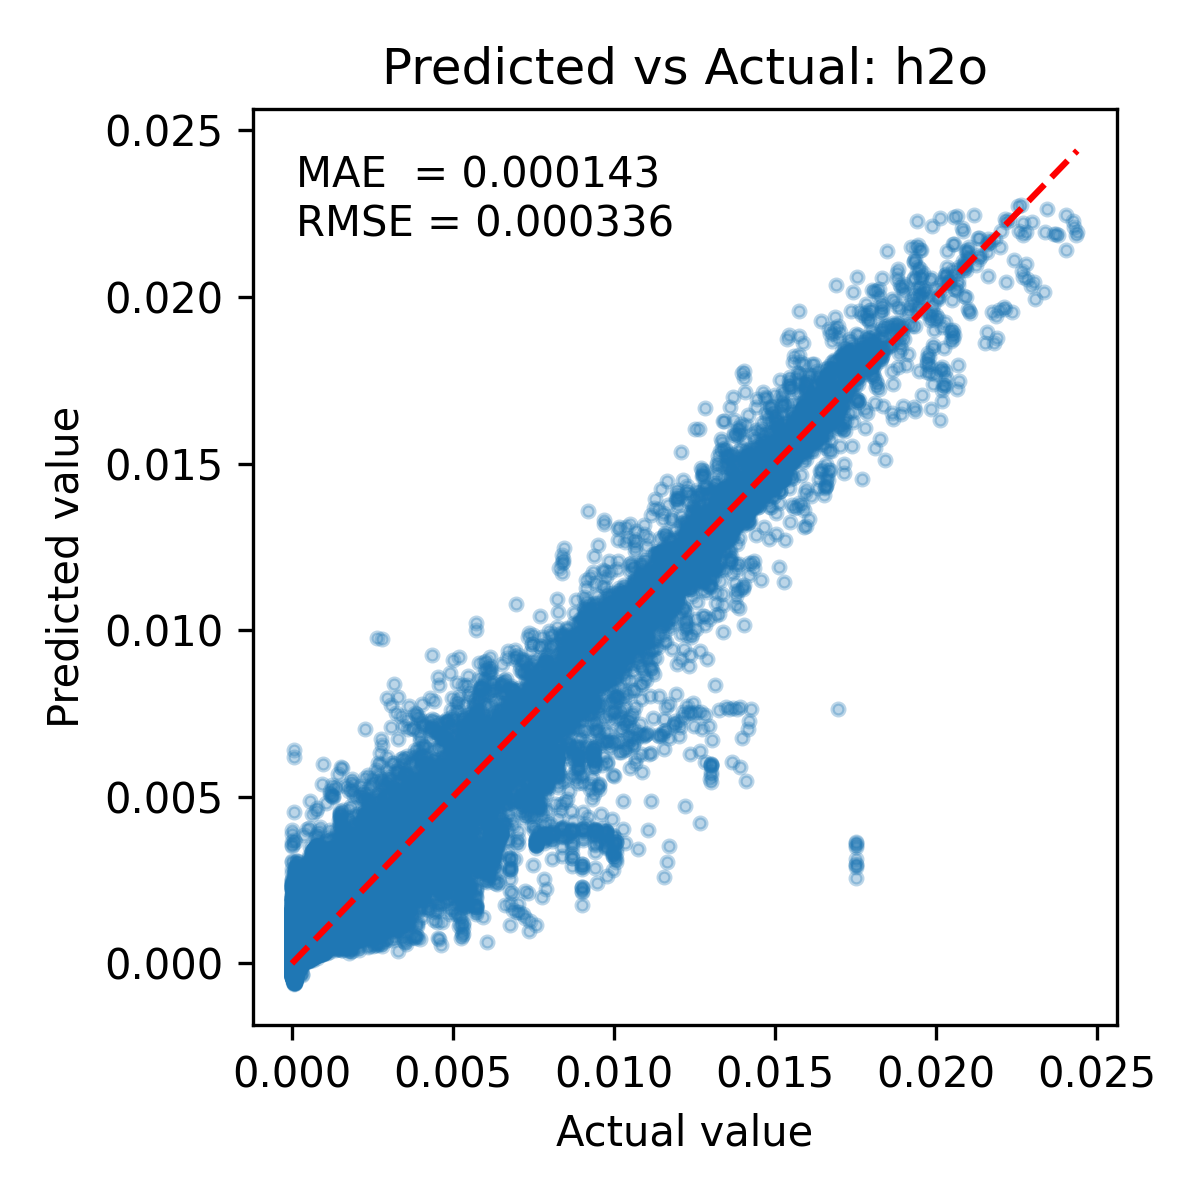 Predicted vs Actual: h2o
MAE = 0.000143
RMSE = 0.000336
Predicted value
0.025
0.020
0.015
0.010
0.005
0.000
0.000 0.005 0.010 0.015 0.020 0.025
Actual value